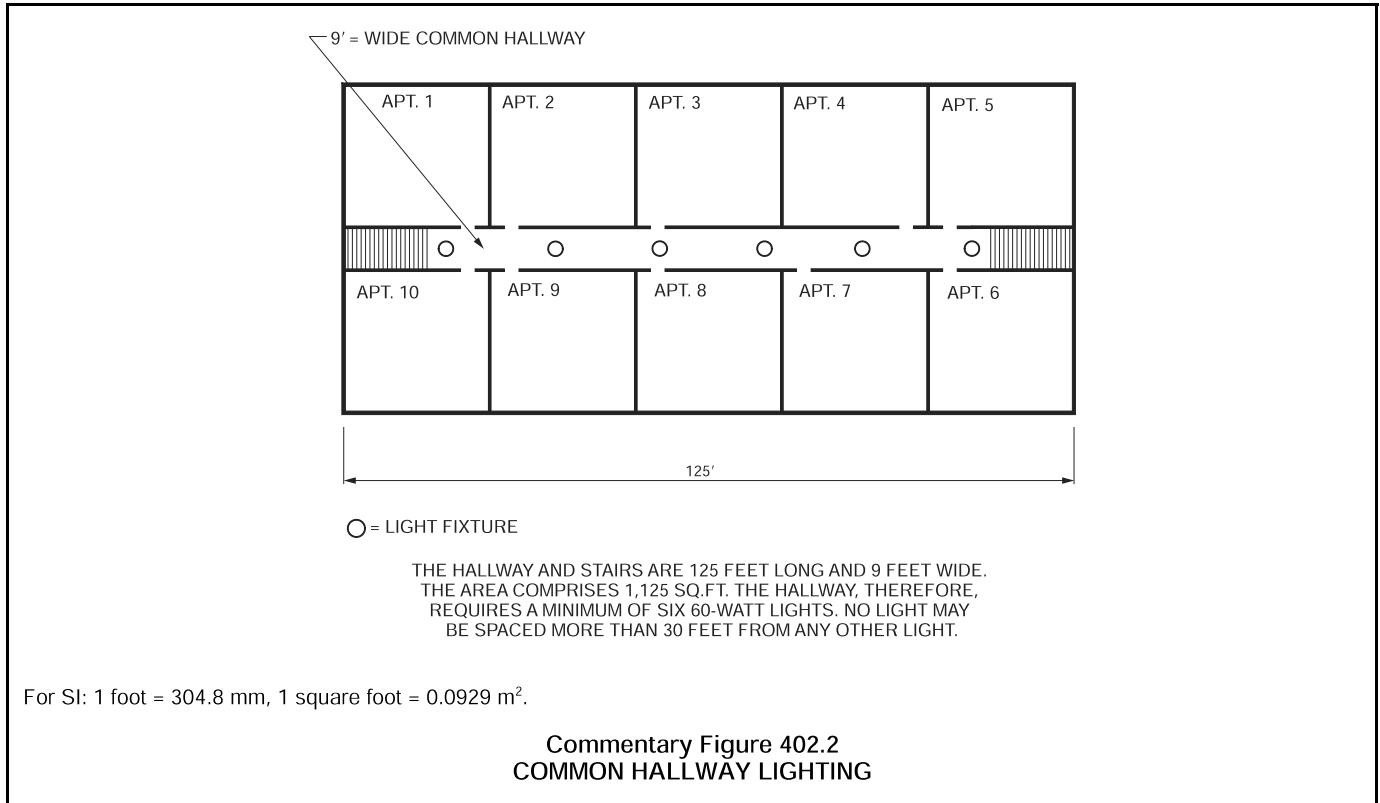 9′ = WIDE COMMON HALLWAY
APT. 1
APT. 2
APT. 3
APT. 4
APT. 5
APT. 10
APT. 9
APT. 8
APT. 7
APT. 6
125′
= LIGHT FIXTURE
THE HALLWAY AND STAIRS ARE 125 FEET LONG AND 9 FEET WIDE.
THE AREA COMPRISES 1,125 SQ.FT. THE HALLWAY, THEREFORE,
REQUIRES A MINIMUM OF SIX 60-WATT LIGHTS. NO LIGHT MAY
BE SPACED MORE THAN 30 FEET FROM ANY OTHER LIGHT.
For SI: 1 foot = 304.8 mm, 1 square foot = 0.0929 m².
Commentary Figure 402.2
COMMON HALLWAY LIGHTING